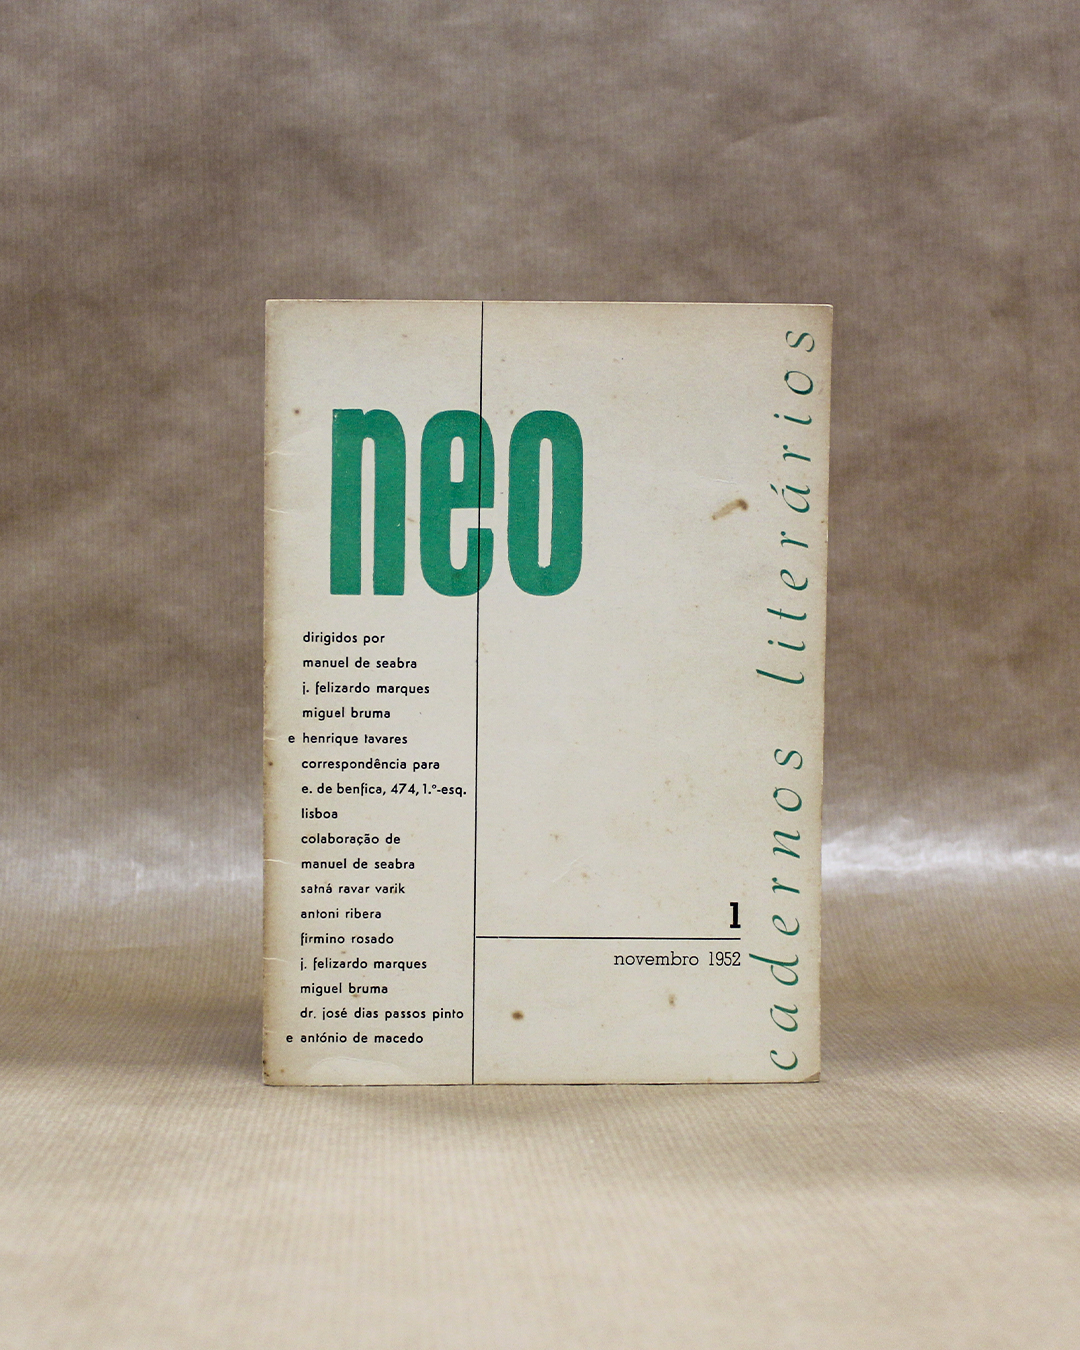 neo
dirigidos por
manuel de seabra
j. felizardo marques
miguel bruma
e henrique tavares
correspondência para
e. de benfica, 474, 1.º-esq.
lisboa
colaboração de
manuel de seabra
satná ravar varik
antoni ribera
firmino rosado
j. felizardo marques
miguel bruma
dr. josé dias passos pinto
e antónio de macedo
1
novembro 1952
cadernos literários